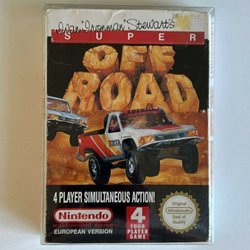 Ivan "Ironman" Stewart's
SUPER
OFF
ROAD
4 PLAYER SIMULTANEOUS ACTION!
Nintendo
EUROPEAN VERSION
4
FOUR
PLAYER
GAME
Original
Nintendo
Seal of
Quality